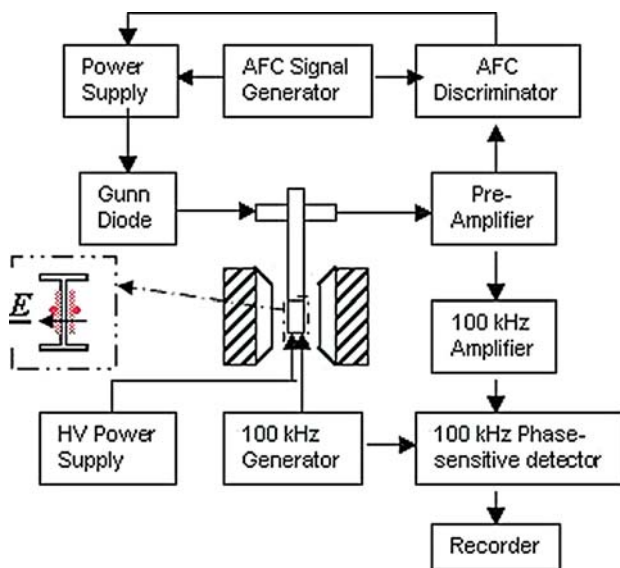 Power
Supply
AFC Signal
Generator
AFC
Discriminator
Gunn
Diode
Pre-
Amplifier
E
100 kHz
Amplifier
HV Power
Supply
100 kHz
Generator
100 kHz Phase-
sensitive detector
Recorder